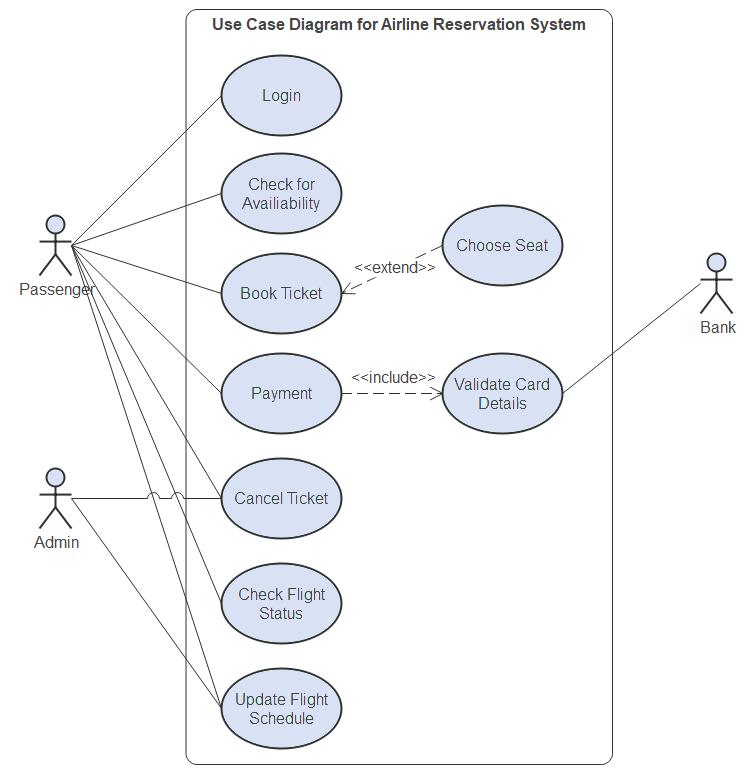 Use Case Diagram for Airline Reservation System
Login
Check for
Availiability
Choose Seat
<<extend>>
Passenger
Book Ticket
Bank
<<include>>
Payment
Validate Card
Details
Cancel Ticket
Admin
Check Flight
Status
Update Flight
Schedule